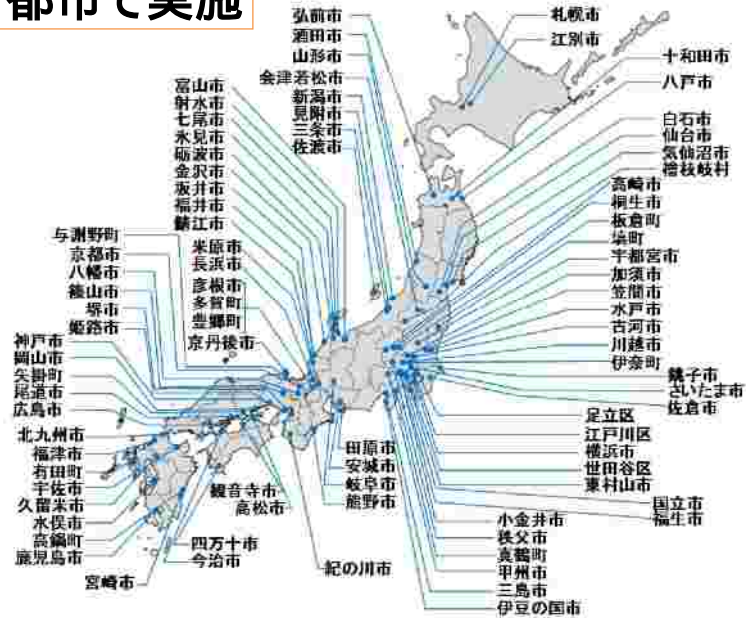 都市で実施
弘前市
酒田市
山形市
会津若松市
新潟市
見附市
三条市
佐渡市
札幌市
江別市
十和田市
八戸市
白石市
仙台市
気仙沼市
檜枝岐村
高崎市
桐生市
板倉町
塙町
宇都宮市
加須市
笠間市
水戸市
古河市
川越市
伊奈町
銚子市
さいたま市
佐倉市
富山市
射水市
七尾市
氷見市
砺波市
金沢市
坂井市
福井市
鯖江市
与謝野町
京都市
八幡市
篠山市
堺市
姫路市
米原市
長浜市
彦根市
多賀町
豊郷町
京丹後市
神戸市
岡山市
矢掛町
尾道市
広島市
北九州市
福津市
有田町
宇佐市
久留米市
水俣市
高鍋町
鹿児島市
宮崎市
四万十市
今治市
観音寺市
高松市
田原市
安城市
岐阜市
熊野市
紀の川市
足立区
江戸川区
横浜市
世田谷区
東村山市
国立市
福生市
小金井市
秩父市
真鶴町
甲州市
三島市
伊豆の国市